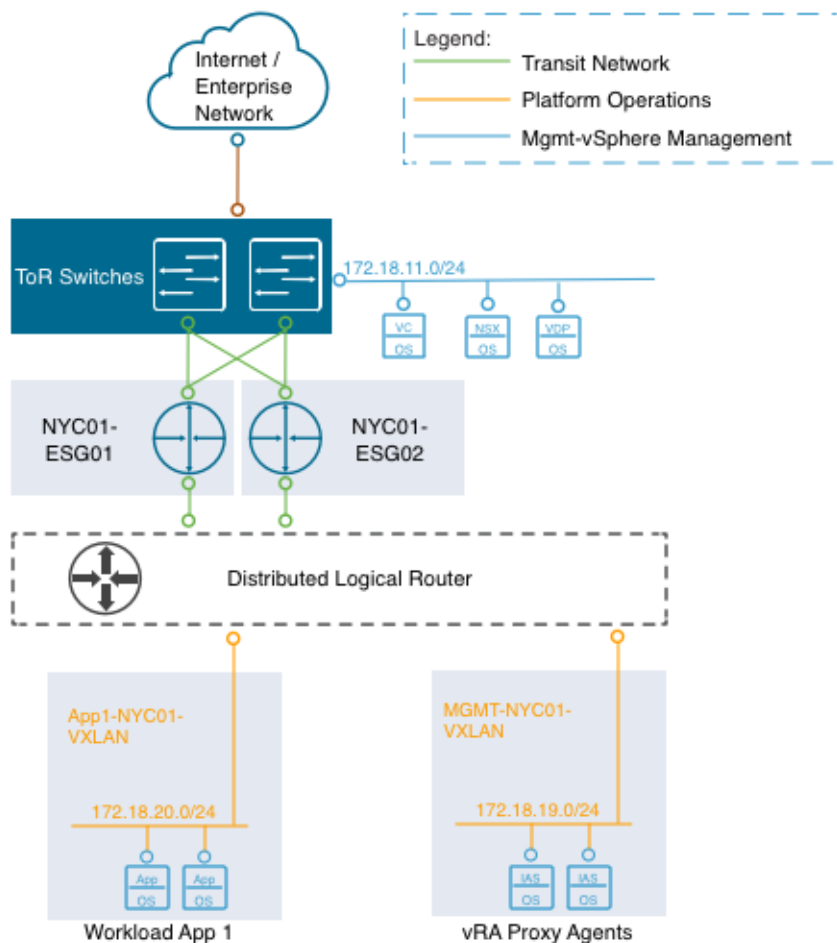 Internet /
Enterprise
Network
Legend:
Transit Network
Platform Operations
Mgmt-vSphere Management
ToR Switches
172.18.11.0/24
VC
OS
NSX
OS
VDP
OS
NYC01-
ESG01
NYC01-
ESG02
Distributed Logical Router
App1-NYC01-
VXLAN
172.18.20.0/24
App
OS
App
OS
Workload App 1
MGMT-NYC01-
VXLAN
172.18.19.0/24
IAS
OS
IAS
OS
vRA Proxy Agents